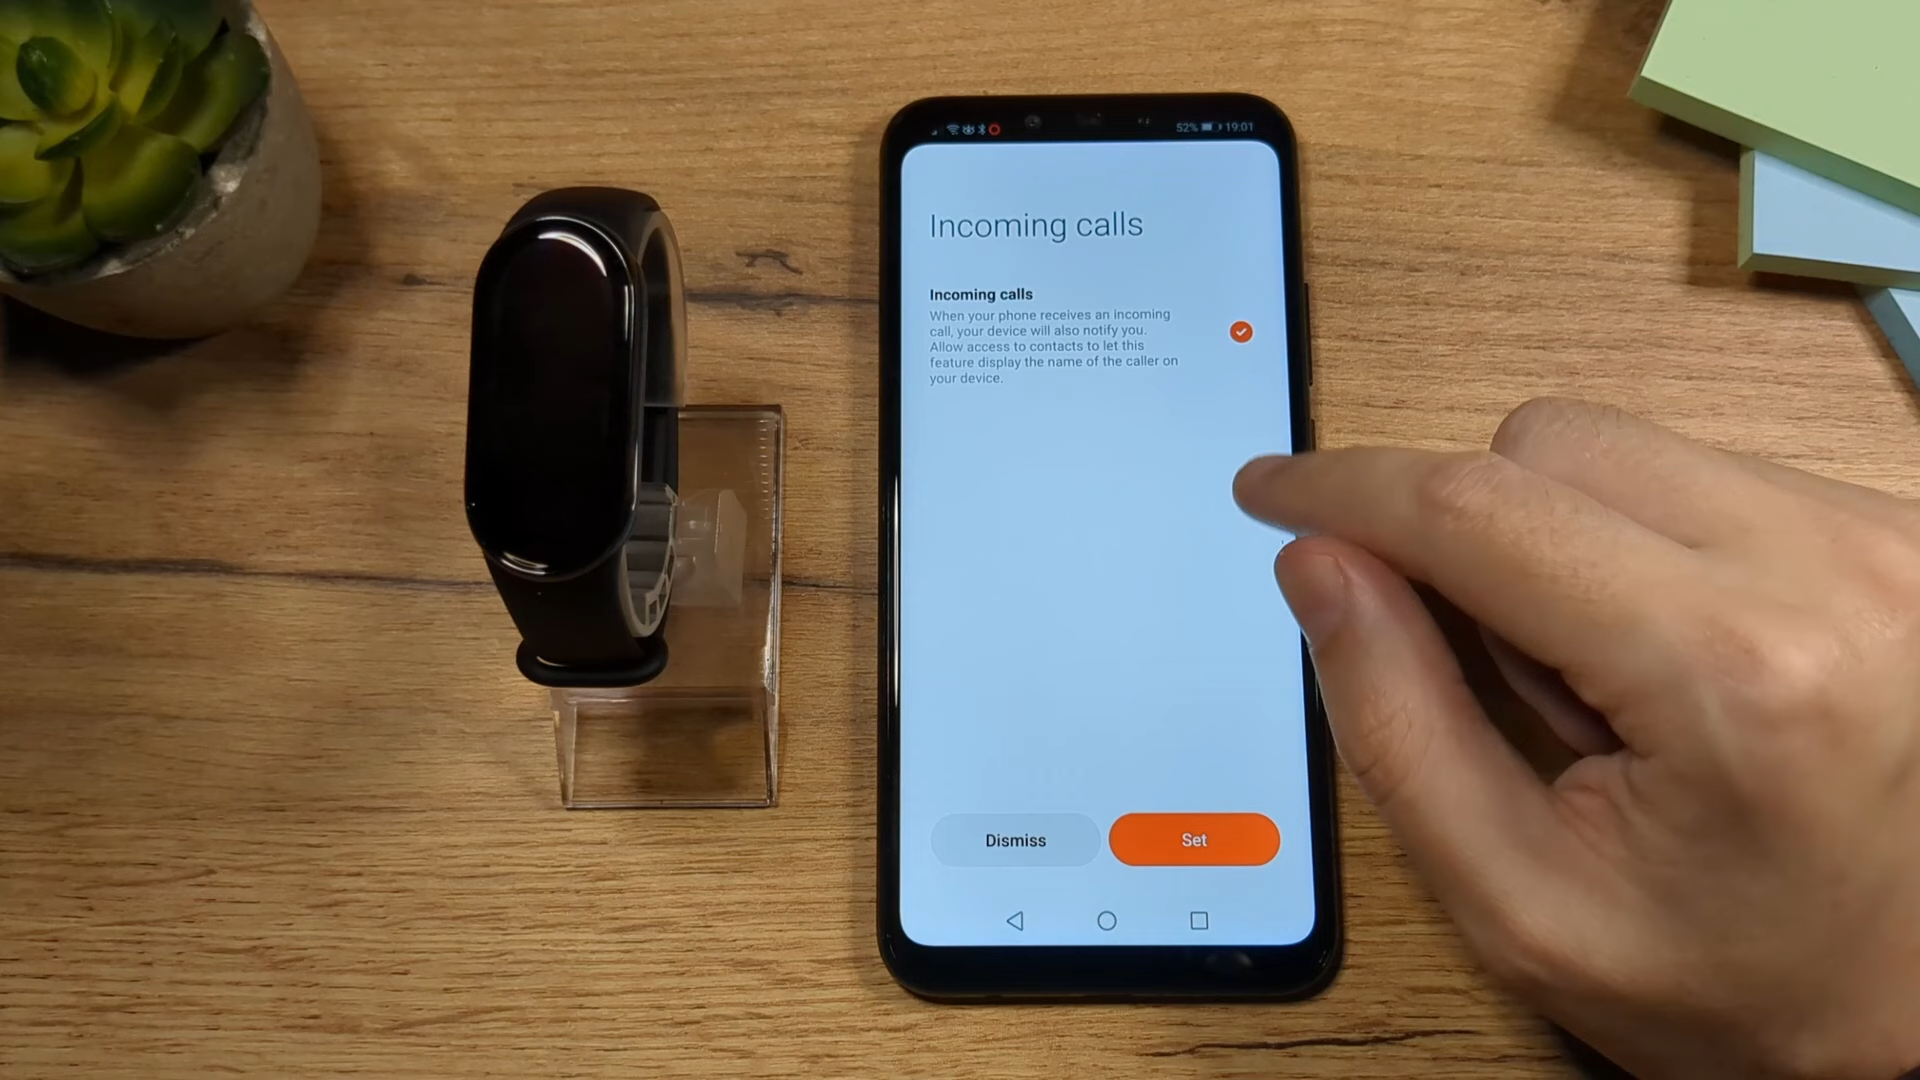 52% 19:01
Incoming calls
Incoming calls
When your phone receives an incoming
call, your device will also notify you.
Allow access to contacts to let this
feature display the name of the caller on
your device.
Dismiss
Set